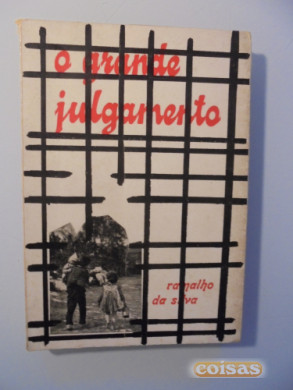 o grande
julgamento
ramalho
da silva
coisas